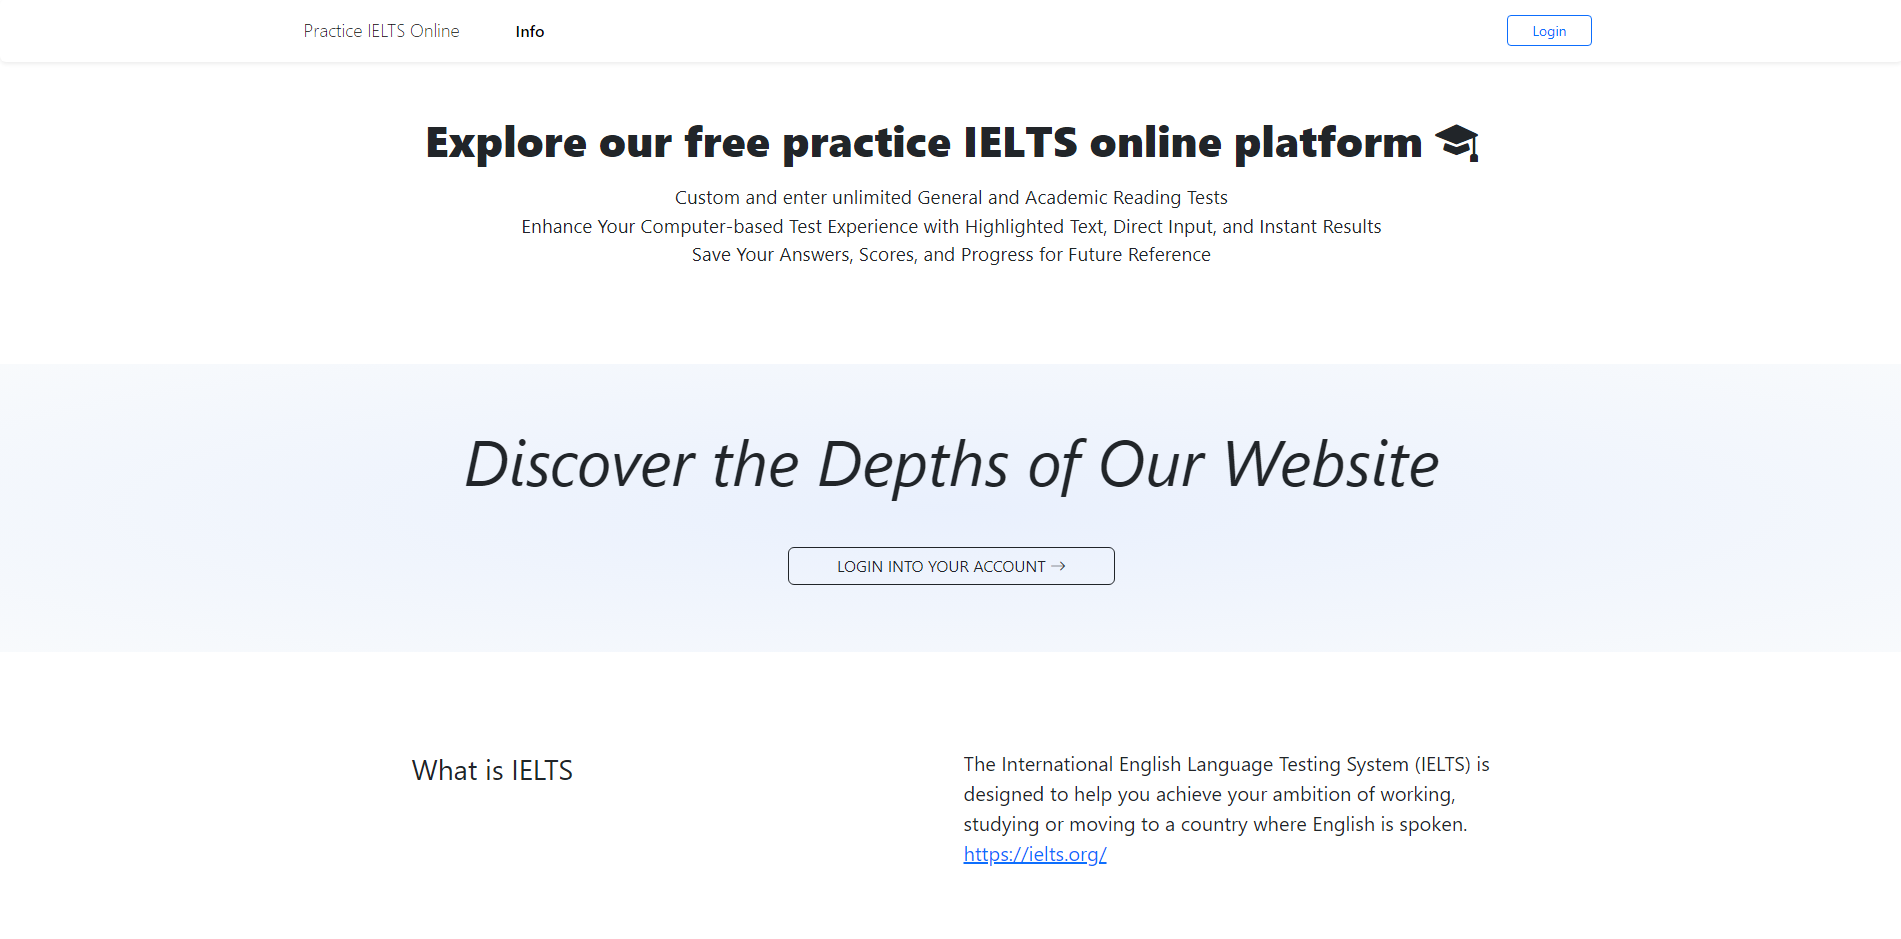 Practice IELTS Online
Info
Login
Explore our free practice IELTS online platform
Custom and enter unlimited General and Academic Reading Tests
Enhance Your Computer-based Test Experience with Highlighted Text, Direct Input, and Instant Results
Save Your Answers, Scores, and Progress for Future Reference
Discover the Depths of Our Website
LOGIN INTO YOUR ACCOUNT →
What is IELTS
The International English Language Testing System (IELTS) is
designed to help you achieve your ambition of working,
studying or moving to a country where English is spoken.
https://ielts.org/